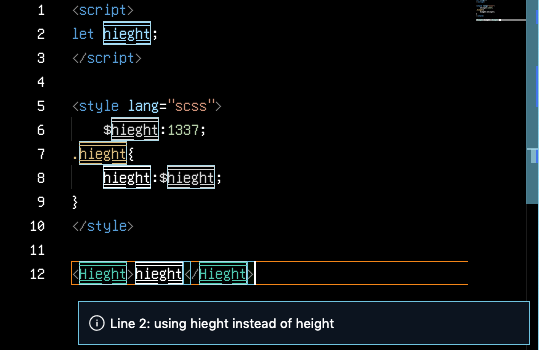 1 <script>
2 let hieght;
3 </script>
4
5 <style lang="scss">
6 $hieght:1337;
7 .hieght{
8 hieght:$hieght;
9 }
10 </style>
11
12 <Hieght>hieght</Hieght>
Line 2: using hieght instead of height